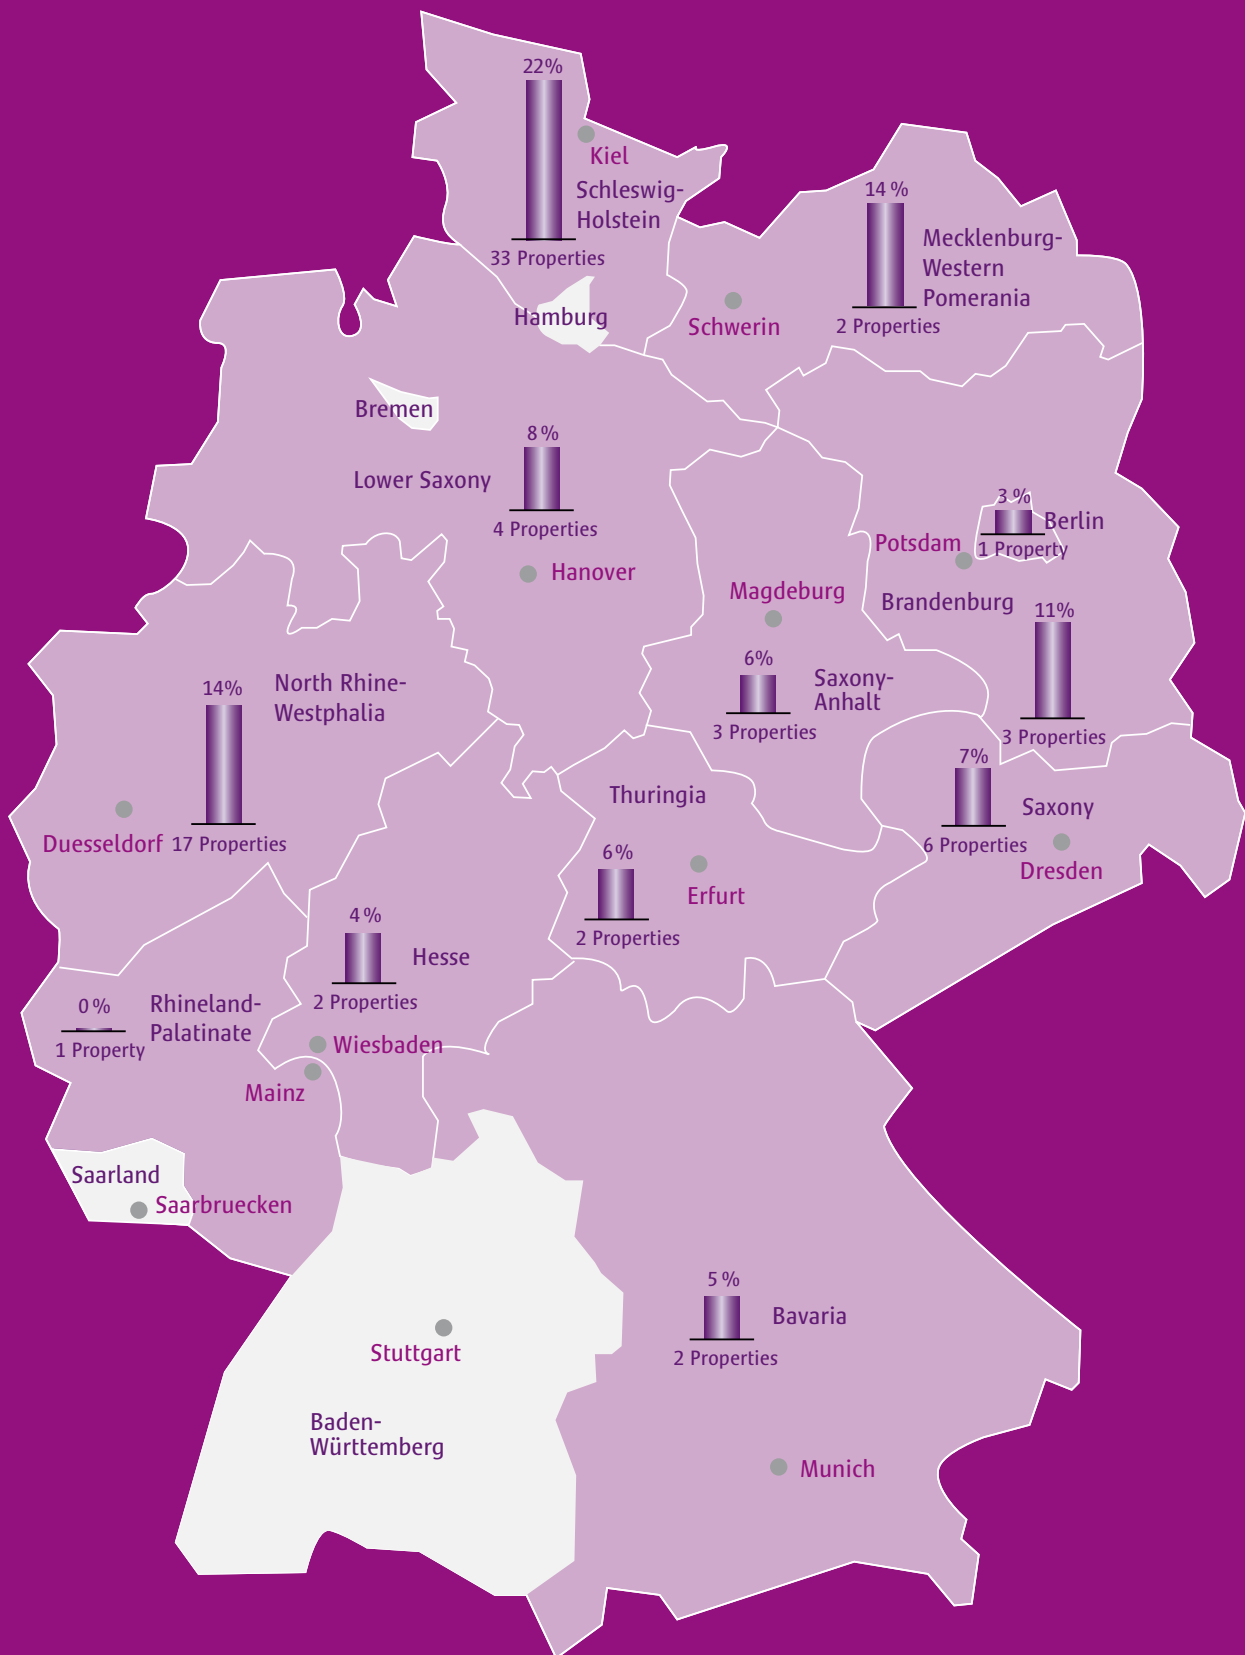 22%
Kiel
Schleswig-
Holstein
33 Properties
14 %
Mecklenburg-
Western
Pomerania
2 Properties
Hamburg
Schwerin
Bremen
8 %
Lower Saxony
4 Properties
Hanover
3 %
Berlin
1 Property
Potsdam
Brandenburg
11%
3 Properties
Magdeburg
6%
Saxony-
Anhalt
3 Properties
14%
North Rhine-
Westphalia
Duesseldorf
17 Properties
7%
Saxony
6 Properties
Dresden
Thuringia
6 %
Erfurt
2 Properties
4 %
Hesse
2 Properties
0 %
Rhineland-
Palatinate
1 Property
Wiesbaden
Mainz
Saarland
Saarbruecken
5 %
Bavaria
2 Properties
Stuttgart
Baden-
Württemberg
Munich